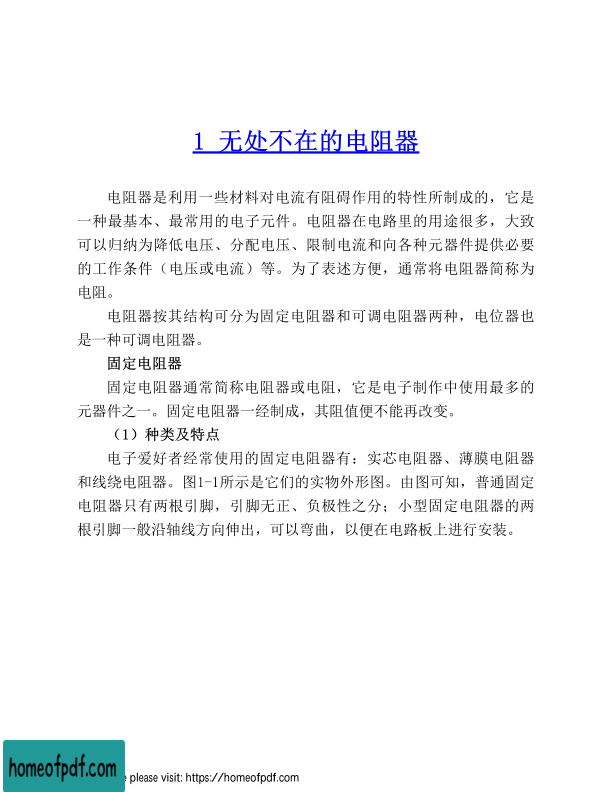 1 无处不在的电阻器
电阻器是利用一些材料对电流有阻碍作用的特性所制成的，它是
一种最基本、最常用的电子元件。电阻器在电路里的用途很多，大致
可以归纳为降低电压、分配电压、限制电流和向各种元器件提供必要
的工作条件（电压或电流）等。为了表述方便，通常将电阻器简称为
电阻。
电阻器按其结构可分为固定电阻器和可调电阻器两种，电位器也
是一种可调电阻器。
固定电阻器
固定电阻器通常简称电阻器或电阻，它是电子制作中使用最多的
元器件之一。固定电阻器一经制成，其阻值便不能再改变。
（1）种类及特点
电子爱好者经常使用的固定电阻器有：实芯电阻器、薄膜电阻器
和线绕电阻器。图1-1所示是它们的实物外形图。由图可知，普通固定
电阻器只有两根引脚，引脚无正、负极性之分；小型固定电阻器的两
根引脚一般沿轴线方向伸出，可以弯曲，以便在电路板上进行安装。
homeofpdf.com
please visit: https://homeofpdf.com